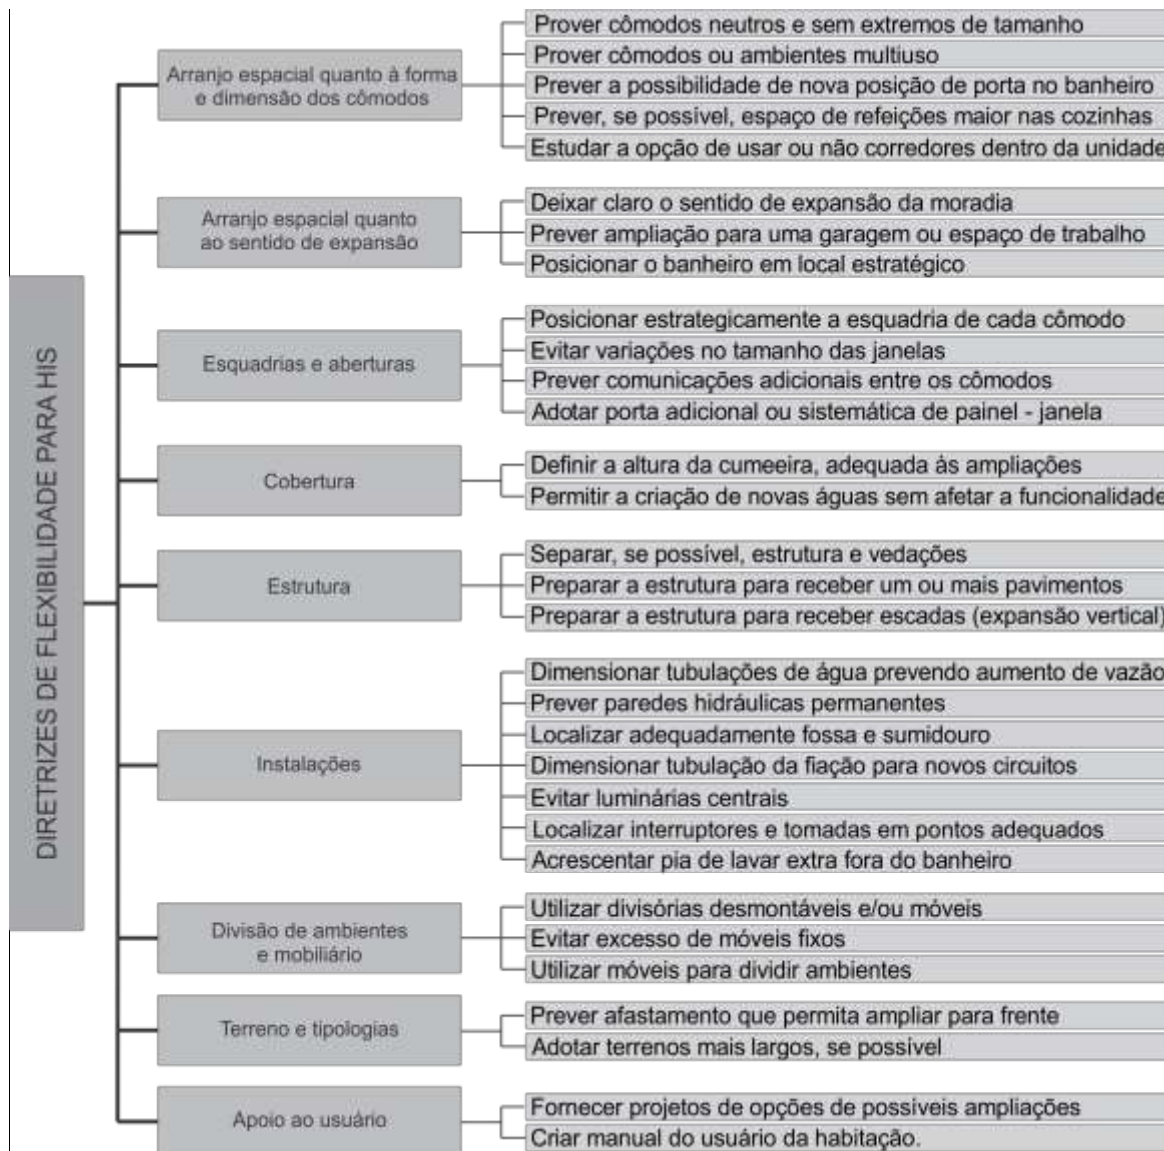 DIRETRIZES DE FLEXIBILIDADE PARA HIS
Arranjo espacial quanto à forma
e dimensão dos cômodos
Prover cômodos neutros e sem extremos de tamanho
Prover cômodos ou ambientes multiuso
Prever a possibilidade de nova posição de porta no banheiro
Prever, se possível, espaço de refeições maior nas cozinhas
Estudar a opção de usar ou não corredores dentro da unidade
Arranjo espacial quanto
ao sentido de expansão
Deixar claro o sentido de expansão da moradia
Prever ampliação para uma garagem ou espaço de trabalho
Posicionar o banheiro em local estratégico
Esquadrias e aberturas
Posicionar estrategicamente a esquadria de cada cômodo
Evitar variações no tamanho das janelas
Prever comunicações adicionais entre os cômodos
Adotar porta adicional ou sistemática de painel - janela
Cobertura
Definir a altura da cumeeira, adequada às ampliações
Permitir a criação de novas águas sem afetar a funcionalidade
Estrutura
Separar, se possível, estrutura e vedações
Preparar a estrutura para receber um ou mais pavimentos
Preparar a estrutura para receber escadas (expansão vertical)
Instalações
Dimensionar tubulações de água prevendo aumento de vazão
Prever paredes hidráulicas permanentes
Localizar adequadamente fossa e sumidouro
Dimensionar tubulação da fiação para novos circuitos
Evitar luminárias centrais
Localizar interruptores e tomadas em pontos adequados
Acrescentar pia de lavar extra fora do banheiro
Divisão de ambientes
e mobiliário
Utilizar divisórias desmontáveis e/ou móveis
Evitar excesso de móveis fixos
Utilizar móveis para dividir ambientes
Terreno e tipologias
Prever afastamento que permita ampliar para frente
Adotar terrenos mais largos, se possível
Apoio ao usuário
Fornecer projetos de opções de possíveis ampliações
Criar manual do usuário da habitação.